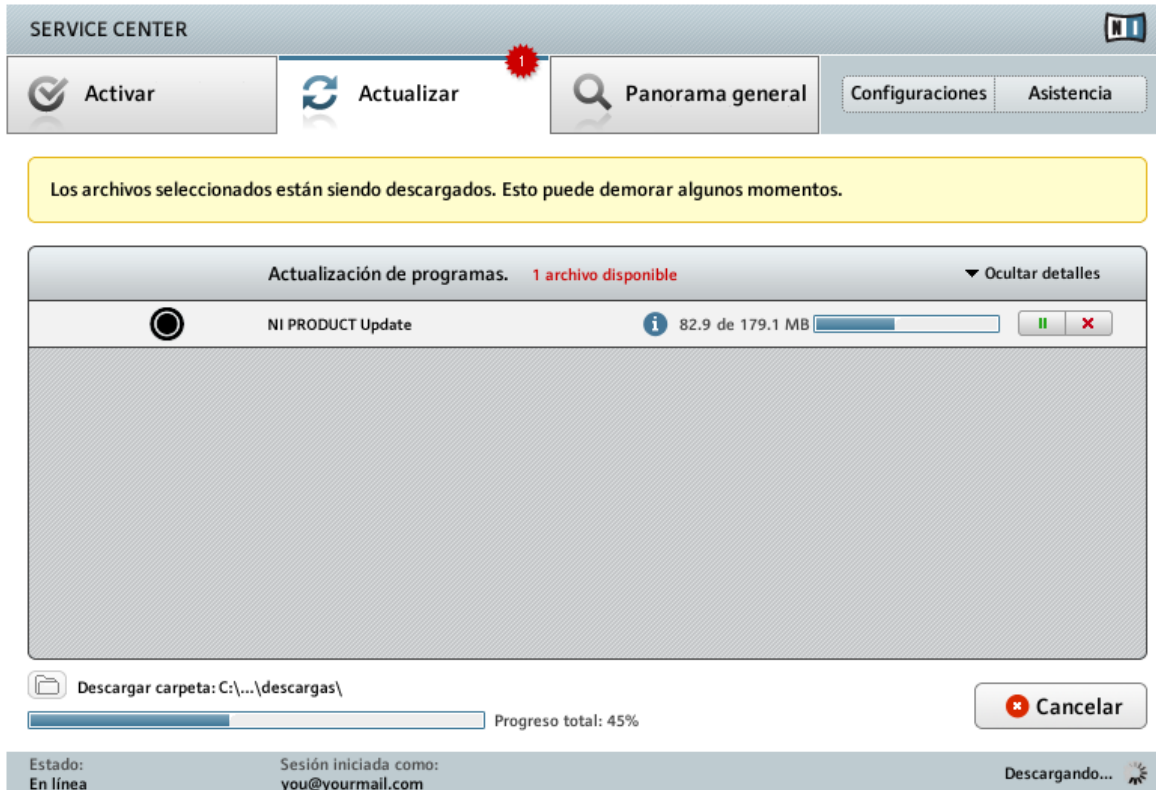 SERVICE CENTER
NI
Activar
Actualizar
1
Panorama general
Configuraciones
Asistencia
Los archivos seleccionados están siendo descargados. Esto puede demorar algunos momentos.
Actualización de programas. 1 archivo disponible
Ocultar detalles
NI PRODUCT Update
i
82.9 de 179.1 MB
Descargar carpeta: C:\...\descargas\
Progreso total: 45%
Cancelar
Estado:
En línea
Sesión iniciada como:
you@yourmail.com
Descargando...